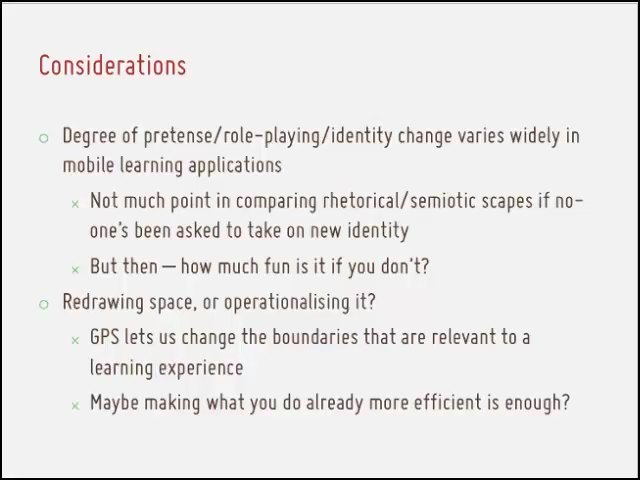 Considerations
Degree of pretense/role-playing/identity change varies widely in
mobile learning applications
Not much point in comparing rhetorical/semiotic scapes if no-
one's been asked to take on new identity
But then – how much fun is it if you don't?
Redrawing space, or operationalising it?
GPS lets us change the boundaries that are relevant to a
learning experience
Maybe making what you do already more efficient is enough?